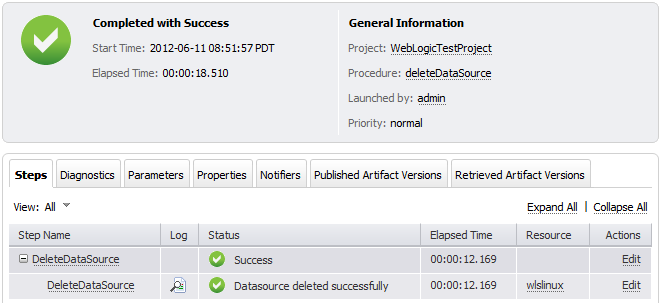 Completed with Success
Start Time: 2012-06-11 08:51:57 PDT
Elapsed Time: 00:00:18.510
General Information
Project: WebLogicTestProject
Procedure: deleteDataSource
Launched by: admin
Priority: normal
Steps Diagnostics Parameters Properties Notifiers Published Artifact Versions Retrieved Artifact Versions
View: All Expand All | Collapse All
Step Name Log Status Elapsed Time Resource Actions
DeleteDataSource Success 00:00:12.169 Edit
DeleteDataSource Datasource deleted successfully 00:00:12.169 wlslinux Edit